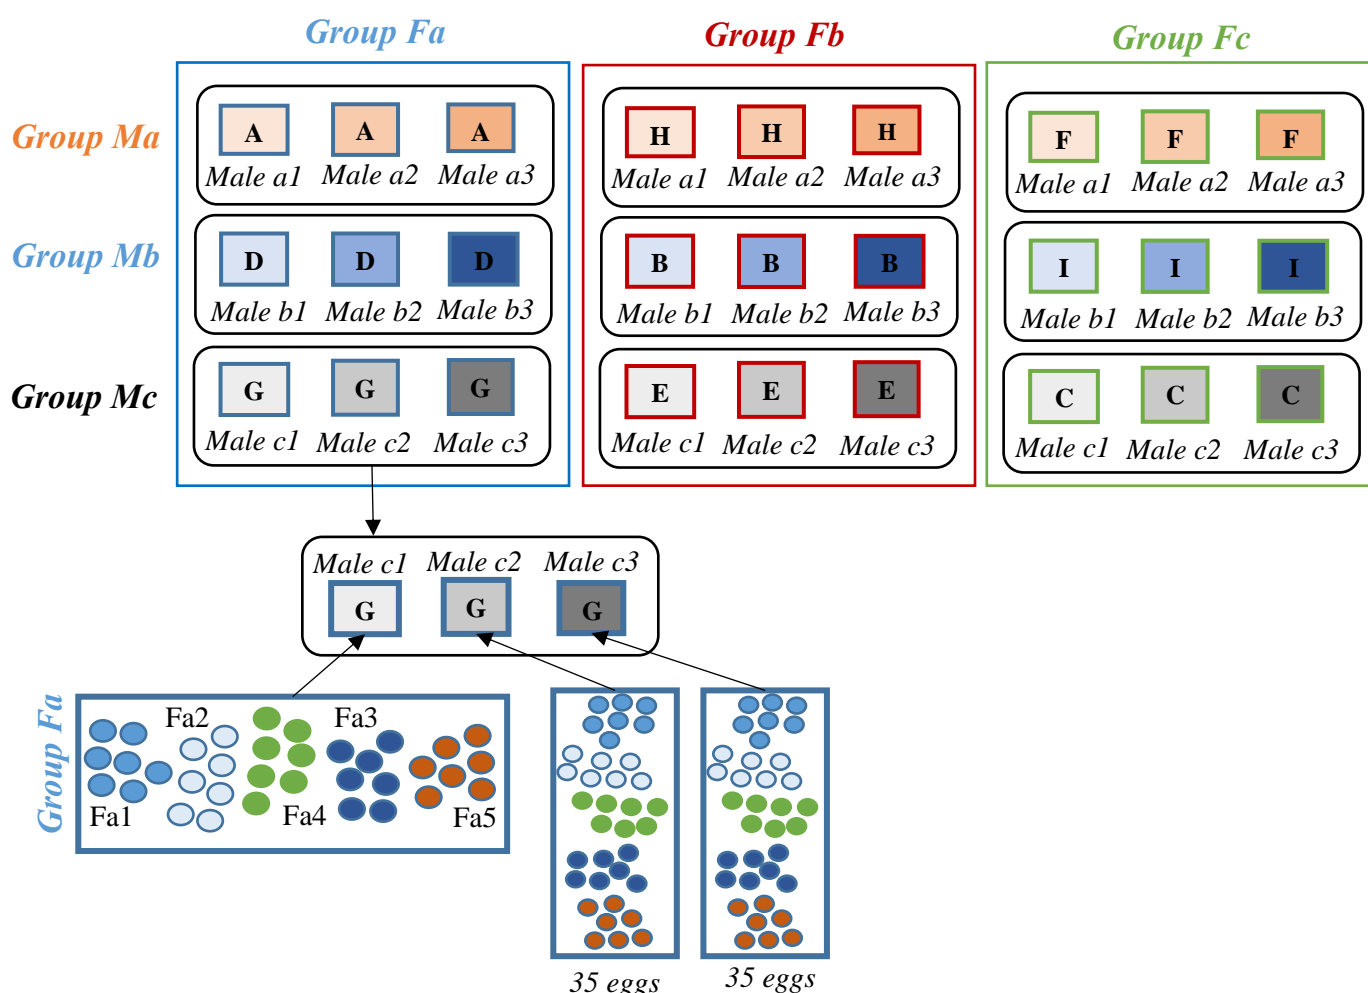 Group Fa Group Fb Group Fc
Group Ma
A A A H H H F F F
Male a1 Male a2 Male a3 Male a1 Male a2 Male a3 Male a1 Male a2 Male a3
Group Mb
D D D B B B I I I
Male b1 Male b2 Male b3 Male b1 Male b2 Male b3 Male b1 Male b2 Male b3
Group Mc
G G G E E E C C C
Male c1 Male c2 Male c3 Male c1 Male c2 Male c3 Male c1 Male c2 Male c3
Male c1 Male c2 Male c3
G G G
Group Fa
Fa2 Fa3
Fa1 Fa4 Fa5
35 eggs 35 eggs